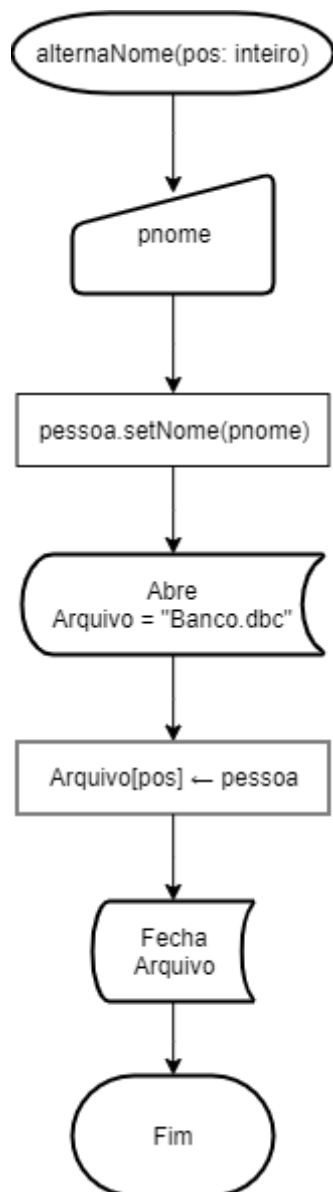 alternaNome(pos: inteiro)
pnome
pessoa.setNome(pnome)
Abre
Arquivo = "Banco.dbc"
Arquivo[pos] ← pessoa
Fecha
Arquivo
Fim